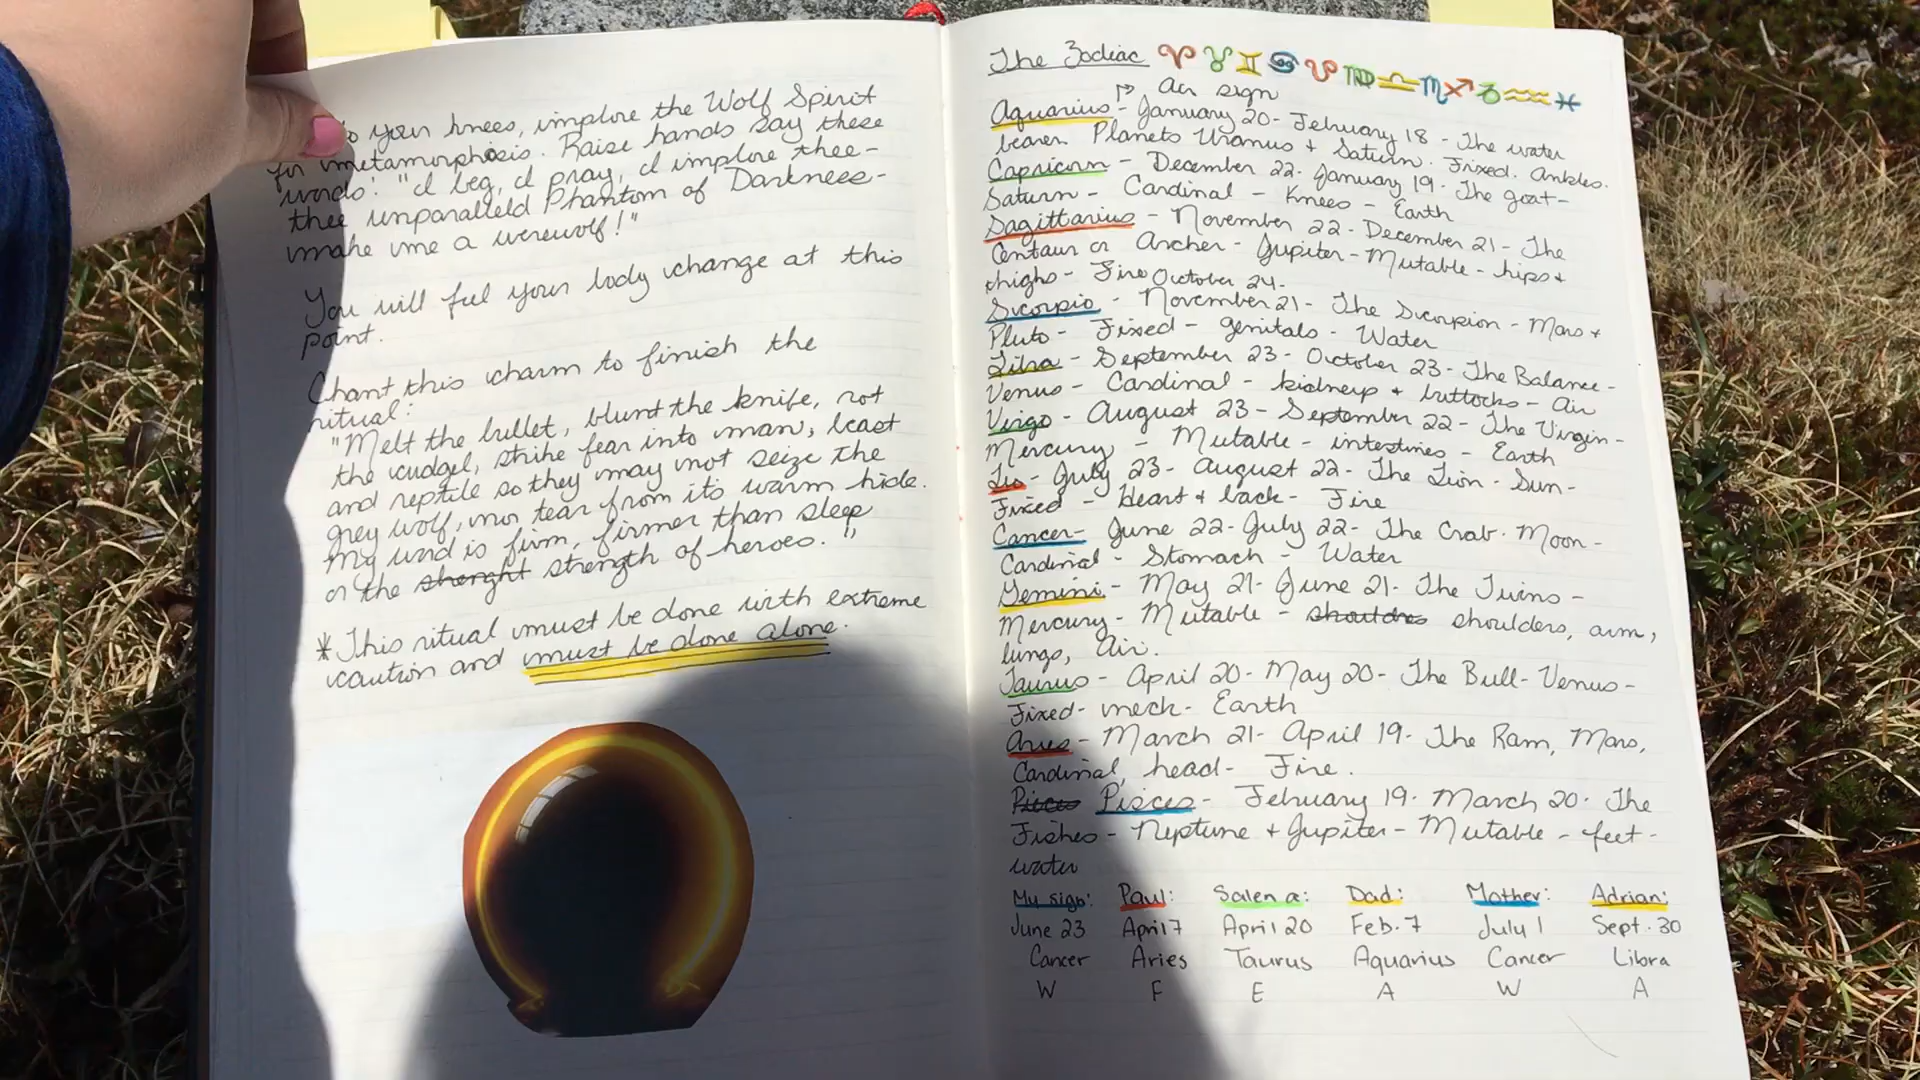 to your knees, implore the Wolf Spirit
for metamorphosis. Raise hands say these
words: "I beg, I pray, I implore thee-
thee unparalleld Phantom of Darkness-
make me a werewolf!"
You will feel your body change at this
point.
Chant this charm to finish the
ritual:
"Melt the bullet, blunt the knife, rot
the cudgel, strike fear into man, beast
and reptile so they may not seize the
grey wolf, nor tear from its warm hide.
My word is firm, firmer than sleep
or the strenght strength of heroes."
*This ritual must be done with extreme
caution and must be done alone.
The Zodiac ♈ ♉ ♊ ♋ ♌ ♍ ♎ ♏ ♐ ♑ ♒ ♓
Air sign
Aquarius - January 20 - February 18 - The water
bearer Planets Uranus + Saturn. Fixed. Ankles.
Capricorn - December 22 - January 19. The goat -
Saturn - Cardinal - Knees - Earth
Sagittarius - November 22 - December 21 - The
Centaur or Archer - Jupiter - Mutable - hips +
thighs - Fire
October 24 -
Scorpio - November 21 - The Scorpion - Mars +
Pluto - Fixed - genitals - Water
Libra - September 23 - October 23 - The Balance -
Venus - Cardinal - kidneys + buttocks - Air
Virgo - August 23 - September 22 - The Virgin -
Mercury - Mutable - intestines - Earth
Leo - July 23 - August 22 - The Lion - Sun -
Fixed - Heart + back - Fire
Cancer - June 22 - July 22 - The Crab. Moon -
Cardinal - Stomach - Water
Gemini - May 21 - June 21 - The Twins -
Mercury - Mutable - shouldres shoulders, arm,
lungs, Air.
Taurus - April 20 - May 20 - The Bull - Venus -
Fixed - neck - Earth
Aries - March 21 - April 19 - The Ram, Mars,
Cardinal, head - Fire.
Pisces Pisces - February 19 - March 20 - The
Fishes - Neptune + Jupiter - Mutable - feet -
water
My sign: Paul: Salena: Dad: Mother: Adrian:
June 23 April 7 April 20 Feb. 7 July 1 Sept. 30
Cancer Aries Taurus Aquarius Cancer Libra
W F E A W A